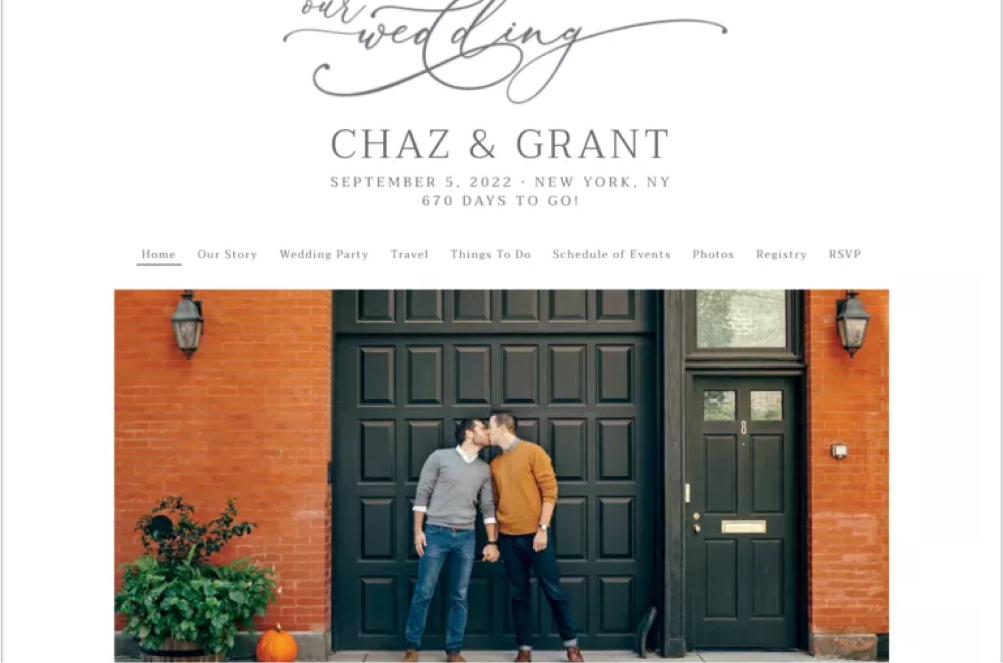 our
wedding
CHAZ & GRANT
SEPTEMBER 5, 2022 · NEW YORK, NY
670 DAYS TO GO!
Home Our Story Wedding Party Travel Things To Do Schedule of Events Photos Registry RSVP
8